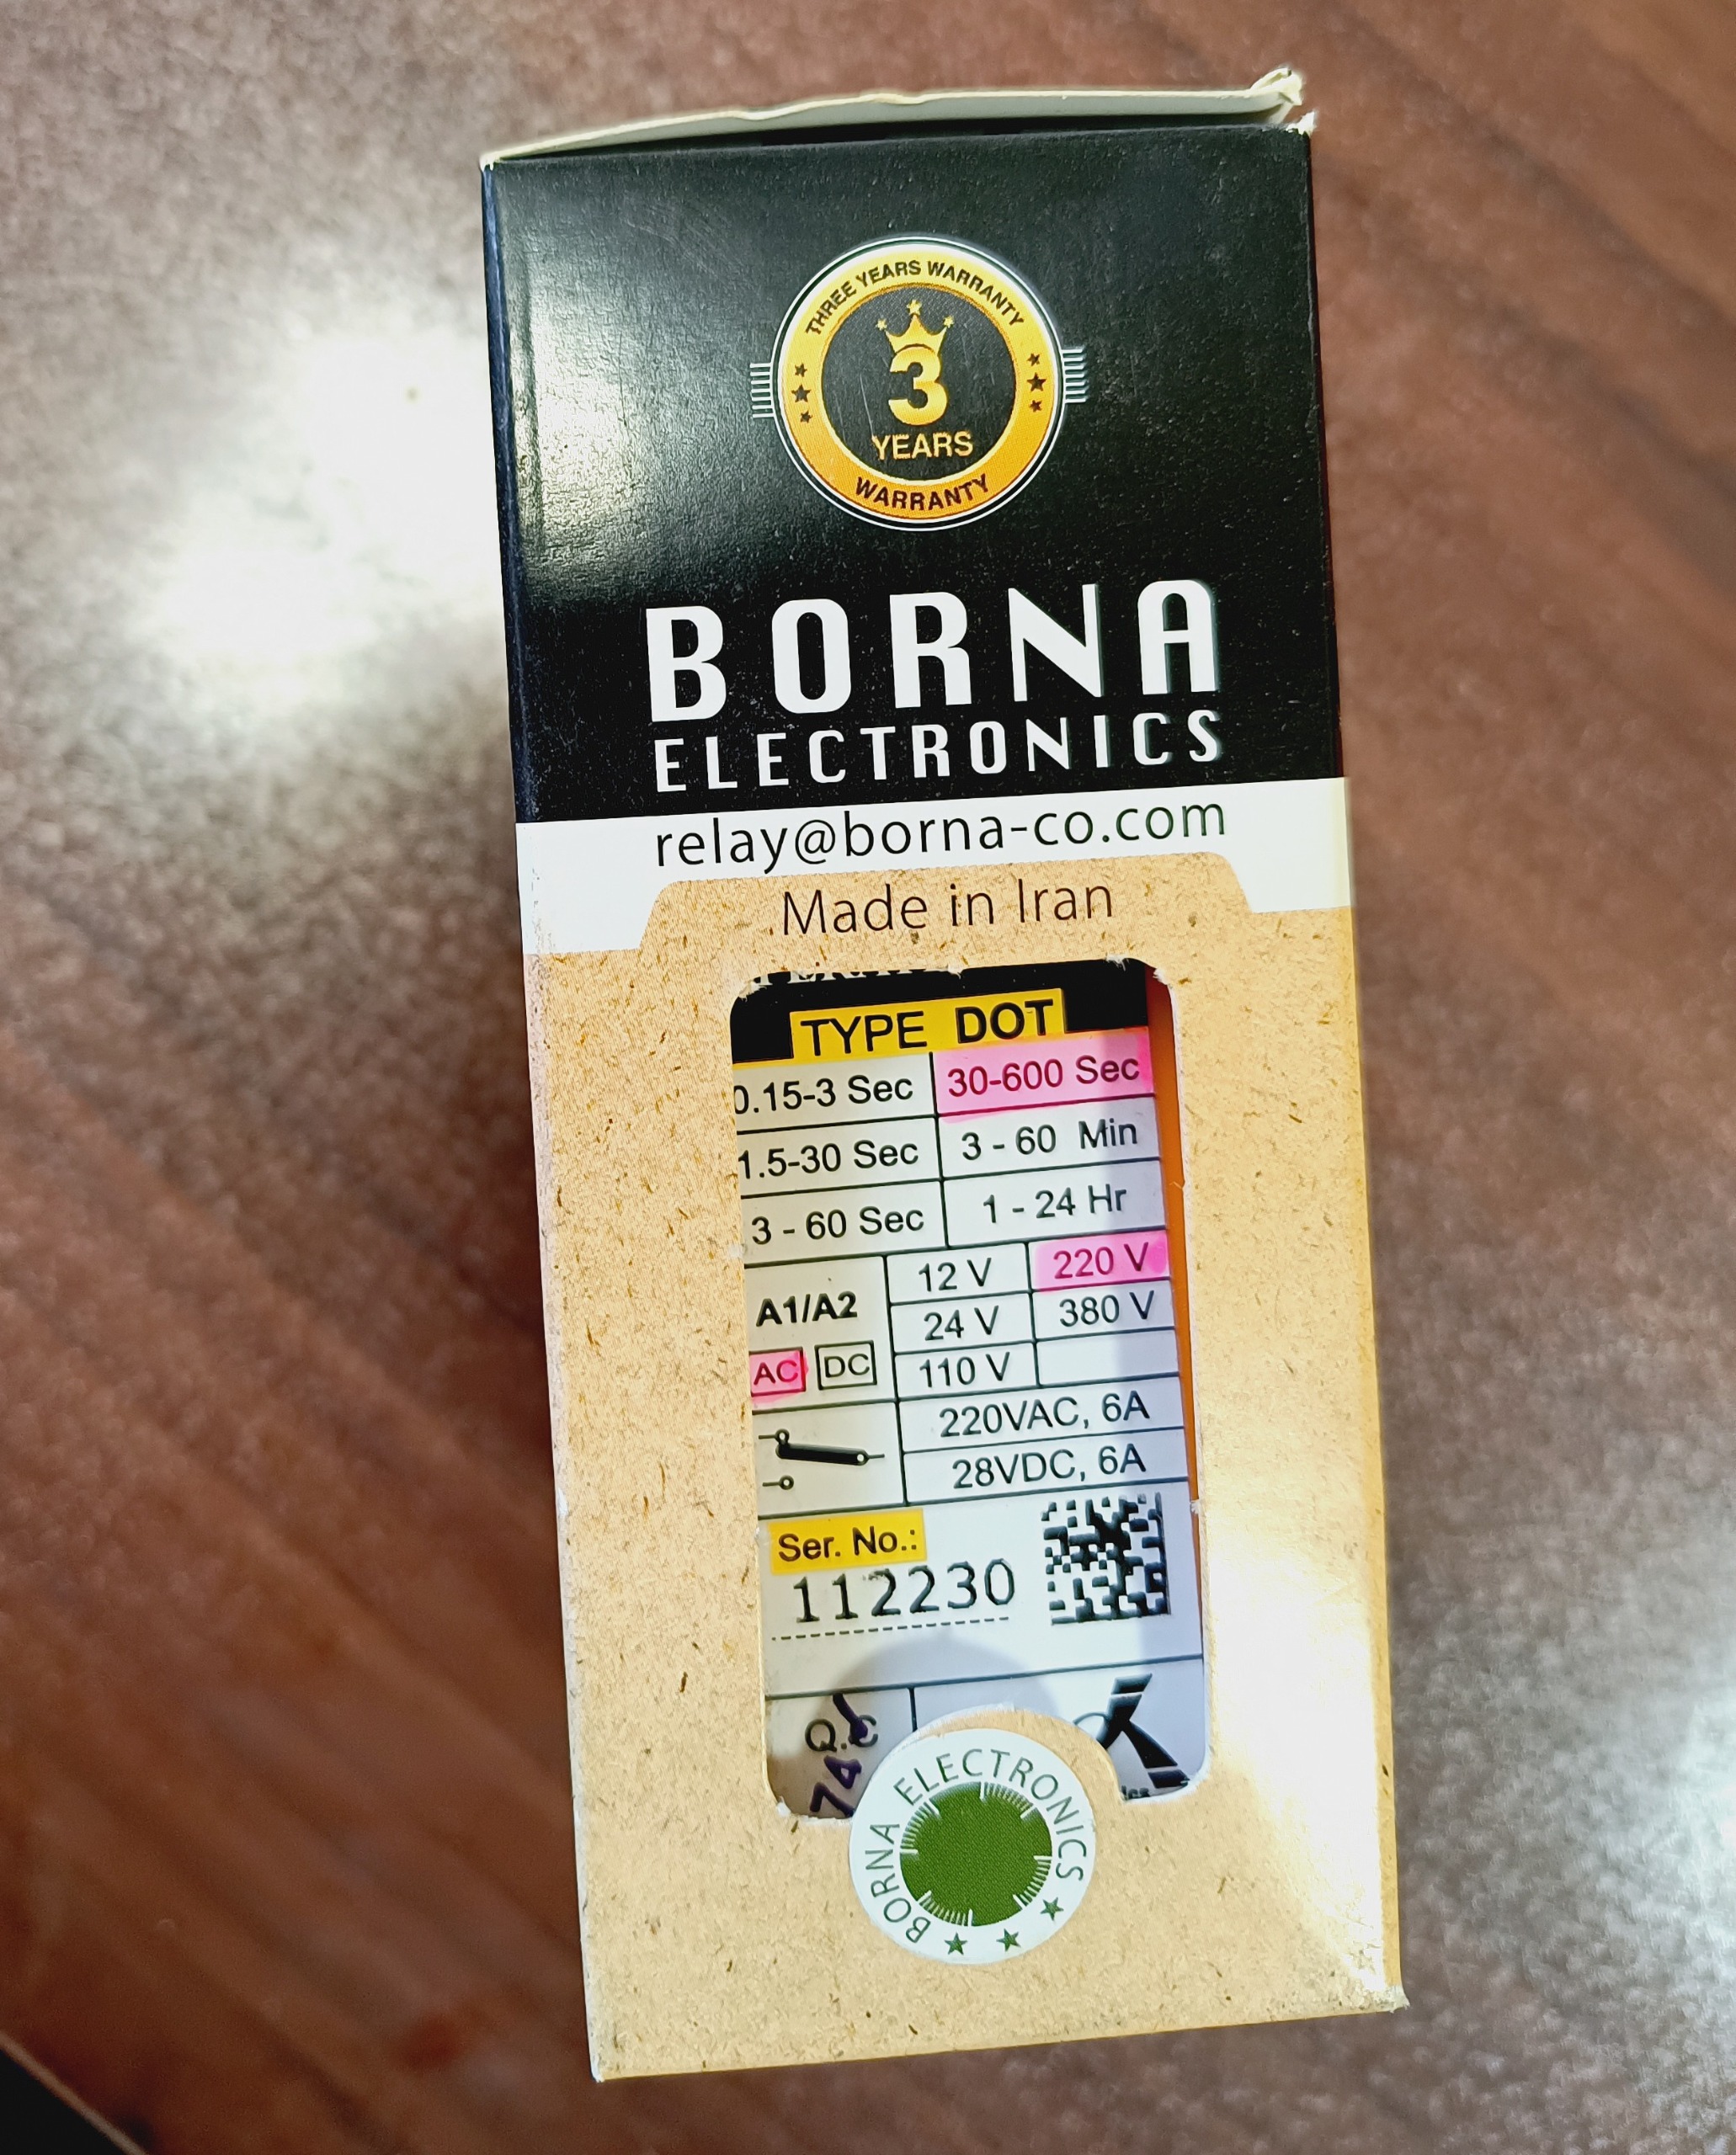 THREE YEARS WARRANTY
3
YEARS
WARRANTY
BORNA
ELECTRONICS
relay@borna-co.com
Made in Iran
TYPE DOT
0.15-3 Sec 30-600 Sec
1.5-30 Sec 3 - 60 Min
3 - 60 Sec 1 - 24 Hr
A1/A2 12 V 220 V
24 V 380 V
AC DC 110 V
220VAC, 6A
28VDC, 6A
Ser. No.:
112230
Q.C
BORNA ELECTRONICS